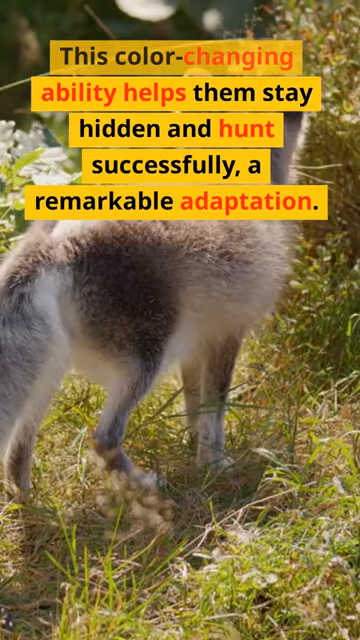 This color-changing
ability helps them stay
hidden and hunt
successfully, a
remarkable adaptation.